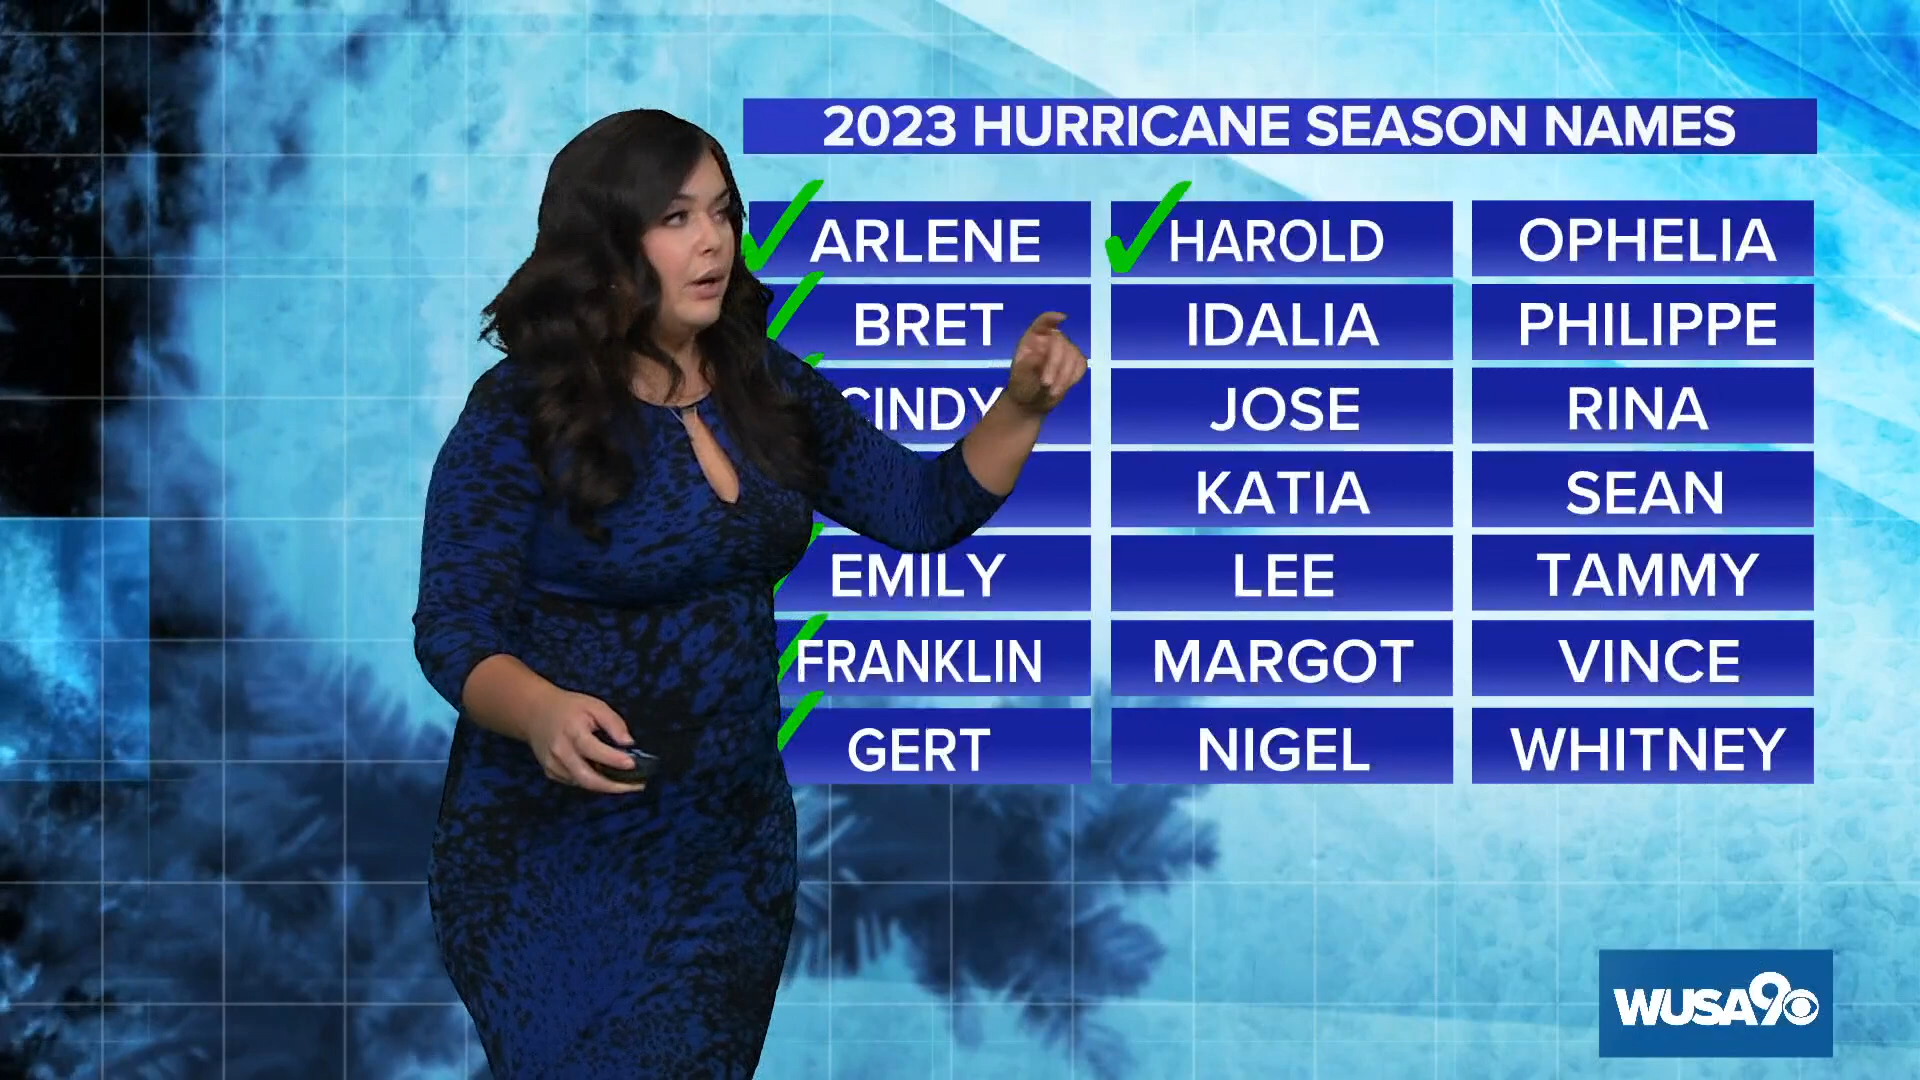 2023 HURRICANE SEASON NAMES
ARLENE
BRET
CINDY
EMILY
FRANKLIN
GERT
HAROLD
IDALIA
JOSE
KATIA
LEE
MARGOT
NIGEL
OPHELIA
PHILIPPE
RINA
SEAN
TAMMY
VINCE
WHITNEY
WUSA9